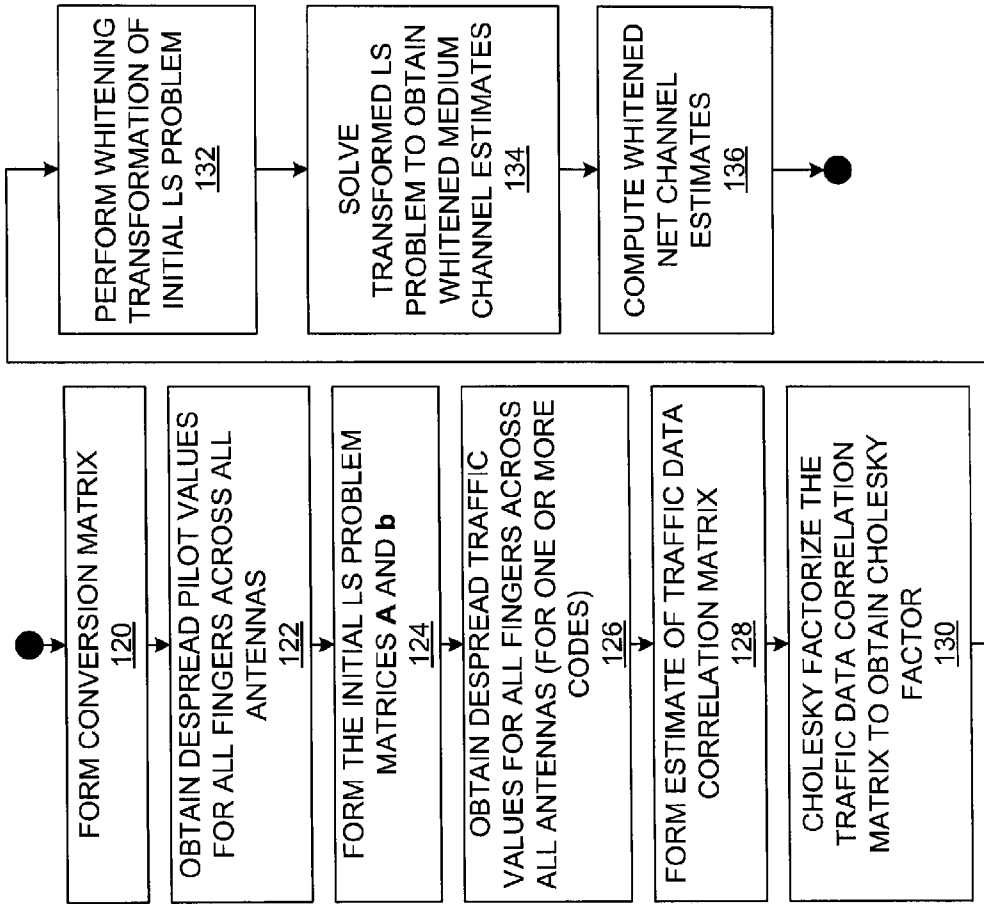 FORM CONVERSION MATRIX
120
OBTAIN DESPREAD PILOT VALUES
FOR ALL FINGERS ACROSS ALL
ANTENNAS
122
FORM THE INITIAL LS PROBLEM
MATRICES A AND b
124
OBTAIN DESPREAD TRAFFIC
VALUES FOR ALL FINGERS ACROSS
ALL ANTENNAS (FOR ONE OR MORE
CODES)
126
FORM ESTIMATE OF TRAFFIC DATA
CORRELATION MATRIX
128
CHOLESKY FACTORIZE THE
TRAFFIC DATA CORRELATION
MATRIX TO OBTAIN CHOLESKY
FACTOR
130
PERFORM WHITENING
TRANSFORMATION OF
INITIAL LS PROBLEM
132
SOLVE
TRANSFORMED LS
PROBLEM TO OBTAIN
WHITENED MEDIUM
CHANNEL ESTIMATES
134
COMPUTE WHITENED
NET CHANNEL
ESTIMATES
136